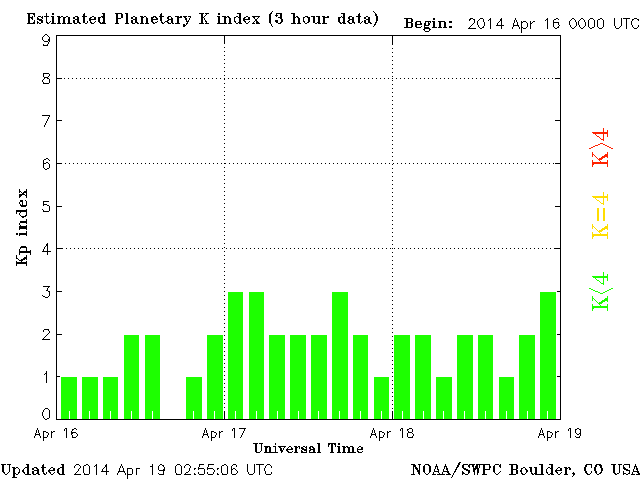 Estimated Planetary K index (3 hour data) Begin: 2014 Apr 16 0000 UTC
9
8
7
6
5
4
3
2
1
0
Kp index
K>4
K=4
K<4
Apr 16 Apr 17 Apr 18 Apr 19
Universal Time
Updated 2014 Apr 19 02:55:06 UTC NOAA/SWPC Boulder, CO USA